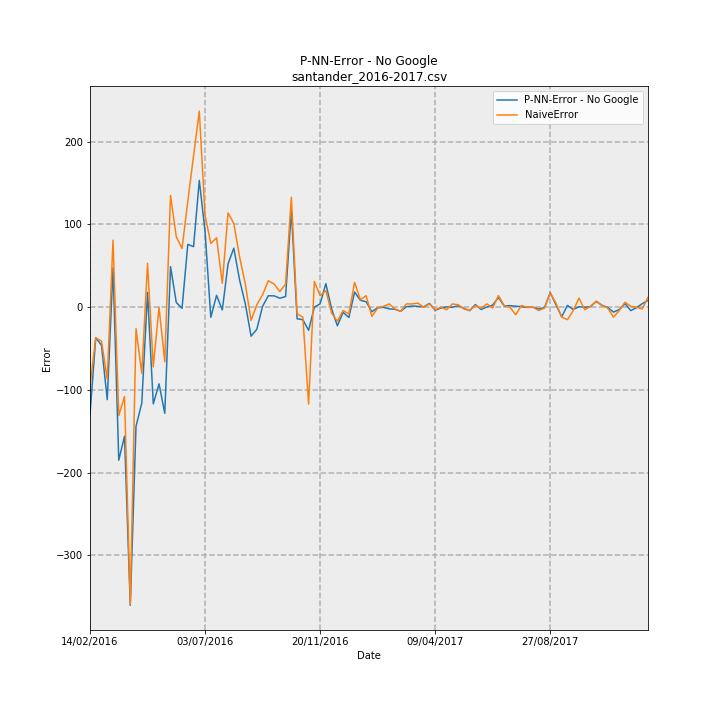 P-NN-Error - No Google
santander_2016-2017.csv
P-NN-Error - No Google
NaiveError
200
100
0
−100
−200
−300
Error
14/02/2016
03/07/2016
20/11/2016
09/04/2017
27/08/2017
Date